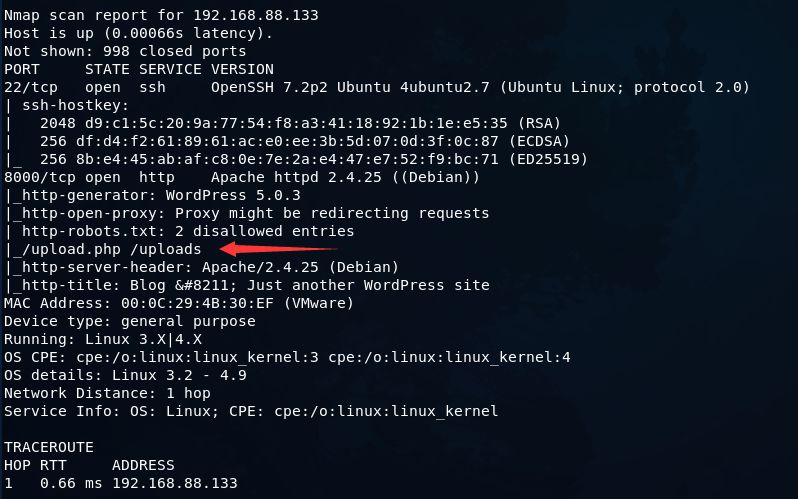 Nmap scan report for 192.168.88.133
Host is up (0.00066s latency).
Not shown: 998 closed ports
PORT     STATE SERVICE VERSION
22/tcp   open  ssh     OpenSSH 7.2p2 Ubuntu 4ubuntu2.7 (Ubuntu Linux; protocol 2.0)
| ssh-hostkey:
|   2048 d9:c1:5c:20:9a:77:54:f8:a3:41:18:92:1b:1e:e5:35 (RSA)
|   256 df:d4:f2:61:89:61:ac:e0:ee:3b:5d:07:0d:3f:0c:87 (ECDSA)
|_  256 8b:e4:45:ab:af:c8:0e:7e:2a:e4:47:e7:52:f9:bc:71 (ED25519)
8000/tcp open  http    Apache httpd 2.4.25 ((Debian))
|_http-generator: WordPress 5.0.3
|_http-open-proxy: Proxy might be redirecting requests
| http-robots.txt: 2 disallowed entries
|_/upload.php /uploads
|_http-server-header: Apache/2.4.25 (Debian)
|_http-title: Blog &#8211; Just another WordPress site
MAC Address: 00:0C:29:4B:30:EF (VMware)
Device type: general purpose
Running: Linux 3.X|4.X
OS CPE: cpe:/o:linux:linux_kernel:3 cpe:/o:linux:linux_kernel:4
OS details: Linux 3.2 - 4.9
Network Distance: 1 hop
Service Info: OS: Linux; CPE: cpe:/o:linux:linux_kernel
TRACEROUTE
HOP RTT     ADDRESS
1   0.66 ms 192.168.88.133